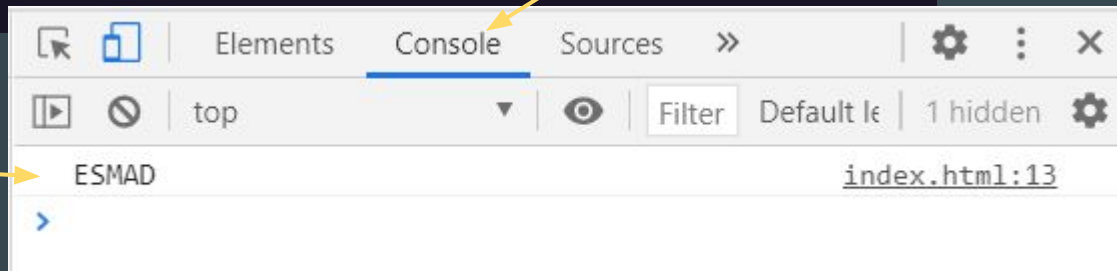 Elements Console Sources »
top Filter Default le 1 hidden
ESMAD index.html:13
>